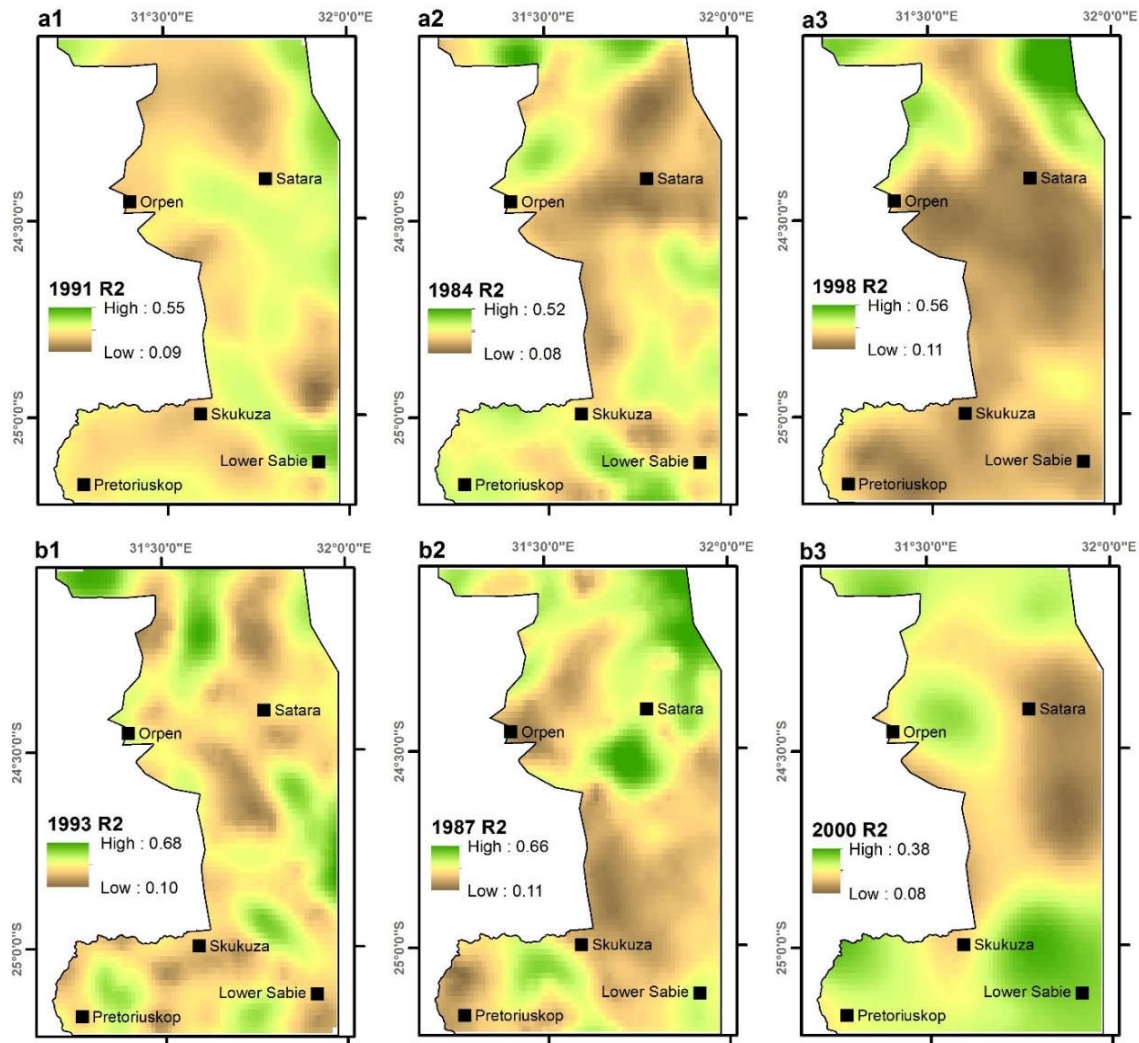 a1
31°30'0"E 32°0'0"E
Satara
Orpen
24°30'0"S
1991 R2
High : 0.55
Low : 0.09
Skukuza
25°0'0"S
Lower Sabie
Pretoriuskop
a2
31°30'0"E 32°0'0"E
Satara
Orpen
24°30'0"S
1984 R2
High : 0.52
Low : 0.08
Skukuza
25°0'0"S
Lower Sabie
Pretoriuskop
a3
31°30'0"E 32°0'0"E
Satara
Orpen
24°30'0"S
1998 R2
High : 0.56
Low : 0.11
Skukuza
25°0'0"S
Lower Sabie
Pretoriuskop
b1
31°30'0"E 32°0'0"E
Satara
Orpen
24°30'0"S
1993 R2
High : 0.68
Low : 0.10
Skukuza
25°0'0"S
Lower Sabie
Pretoriuskop
b2
31°30'0"E 32°0'0"E
Satara
Orpen
24°30'0"S
1987 R2
High : 0.66
Low : 0.11
Skukuza
25°0'0"S
Lower Sabie
Pretoriuskop
b3
31°30'0"E 32°0'0"E
Satara
Orpen
24°30'0"S
2000 R2
High : 0.38
Low : 0.08
Skukuza
25°0'0"S
Lower Sabie
Pretoriuskop